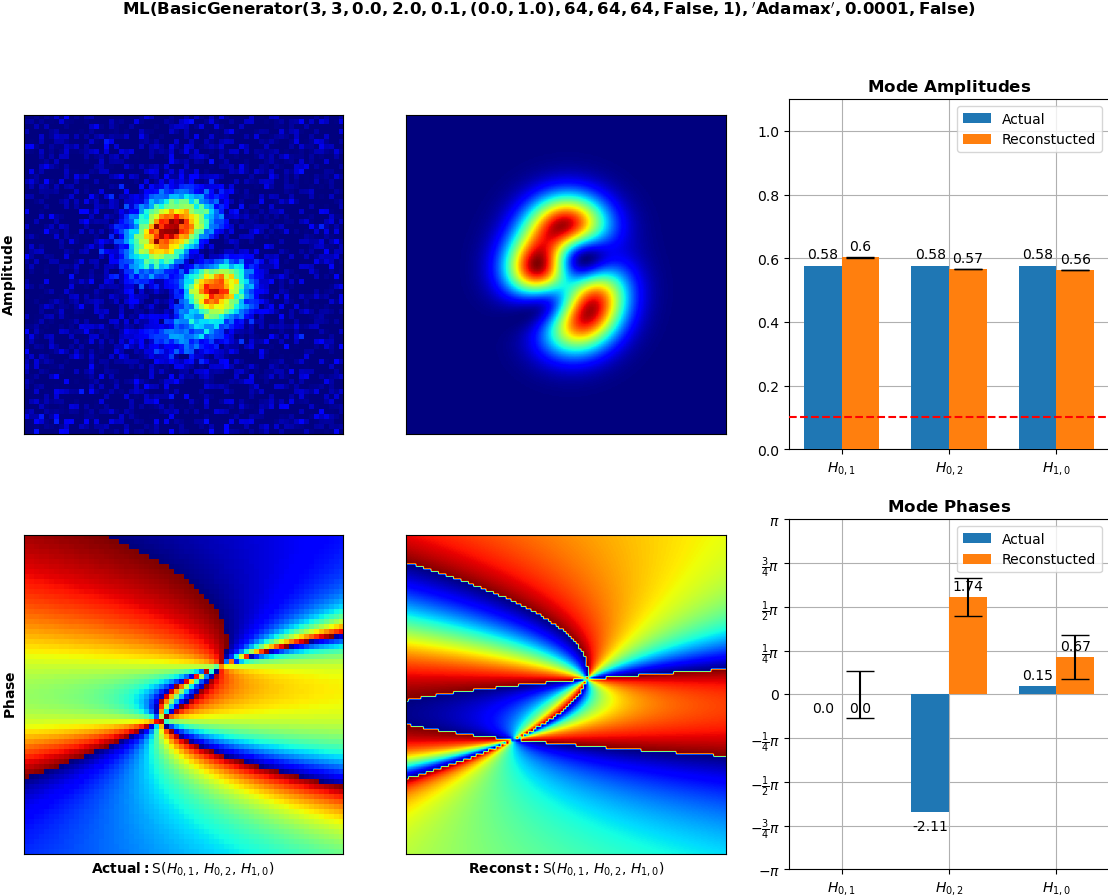 ML(BasicGenerator(3, 3, 0.0, 2.0, 0.1, (0.0, 1.0), 64, 64, 64, False, 1), ′Adamax′, 0.0001, False)
Amplitude
Mode Amplitudes
Actual
Reconstucted
1.0
0.8
0.6
0.4
0.2
0.0
0.58
0.6
0.58
0.57
0.58
0.56
H0, 1
H0, 2
H1, 0
Phase
Actual: S(H0, 1, H0, 2, H1, 0)
Reconst: S(H0, 1, H0, 2, H1, 0)
Mode Phases
Actual
Reconstucted
π
3/4π
1/2π
1/4π
0
−1/4π
−1/2π
−3/4π
−π
0.0
0.0
-2.11
1.74
0.15
0.67
H0, 1
H0, 2
H1, 0